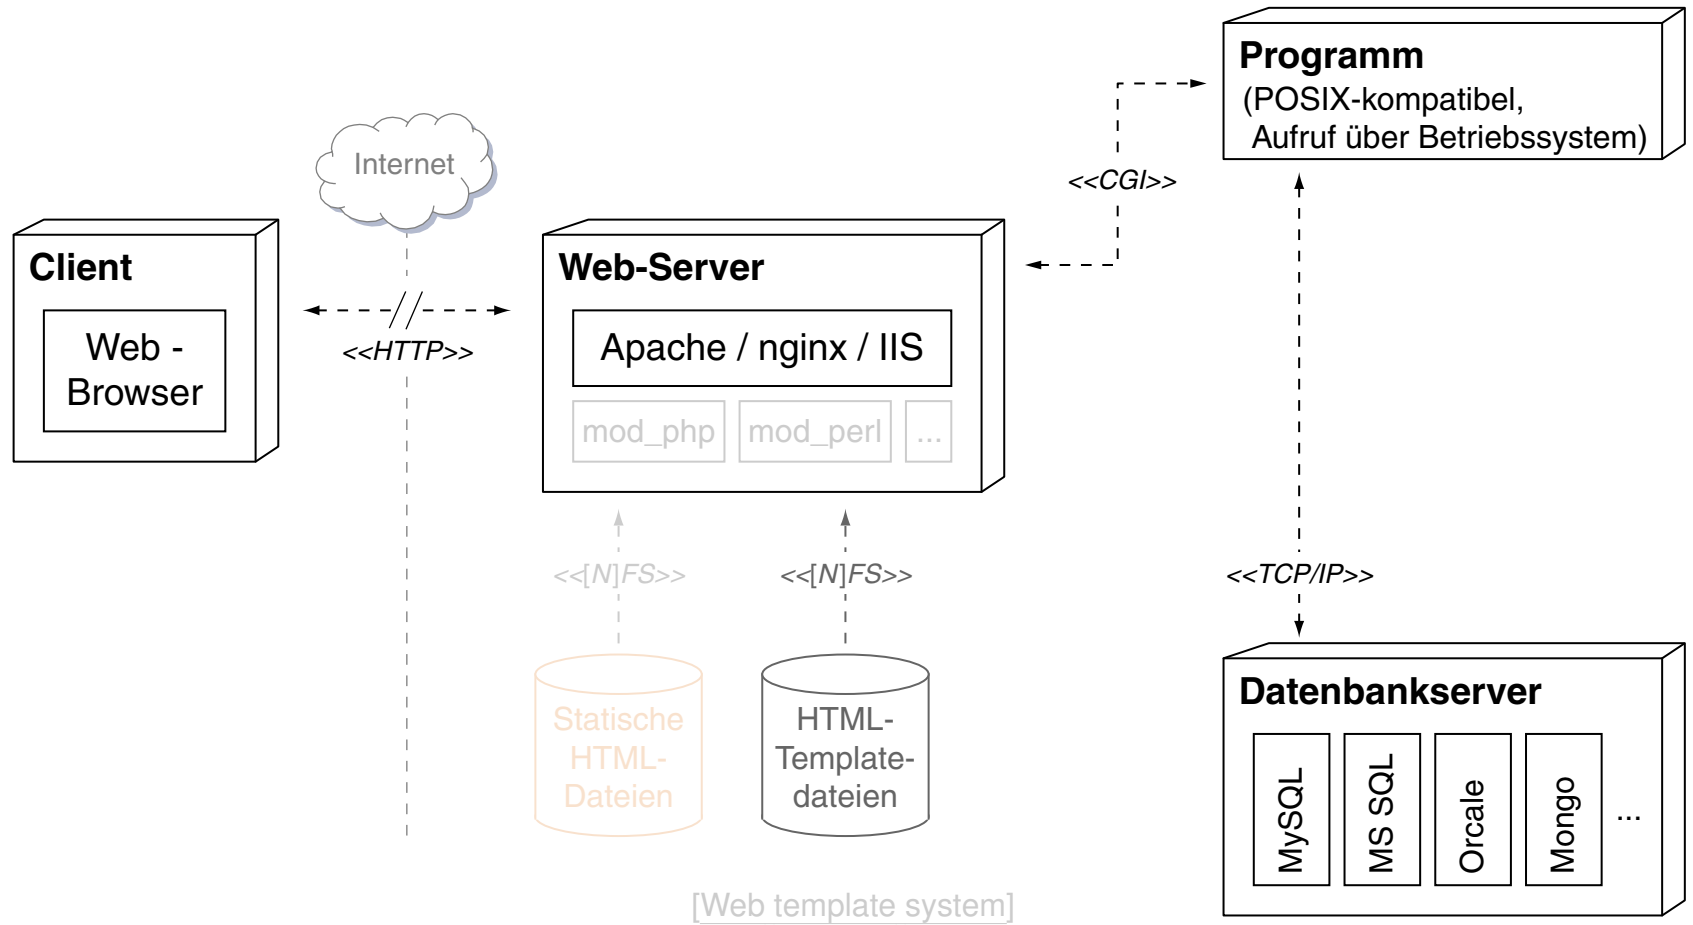 Programm
(POSIX-kompatibel,
Aufruf über Betriebssystem)
Internet
<<CGI>>
Client
Web -
Browser
<<HTTP>>
Web-Server
Apache / nginx / IIS
mod_php
mod_perl
...
<<[N]FS>>
<<[N]FS>>
<<TCP/IP>>
Statische
HTML-
Dateien
HTML-
Template-
dateien
Datenbankserver
MySQL
MS SQL
Orcale
Mongo
...
[Web template system]